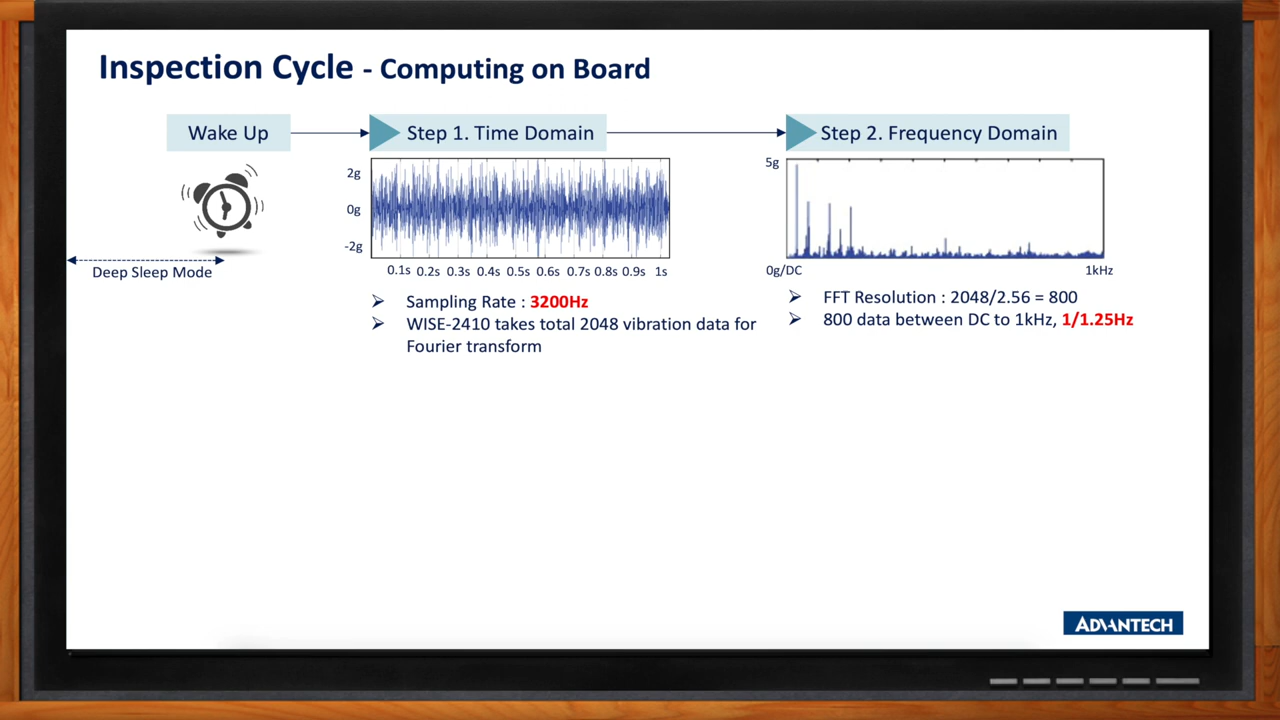 Inspection Cycle - Computing on Board
Wake Up
Step 1. Time Domain
Step 2. Frequency Domain
2g
0g
-2g
0.1s 0.2s 0.3s 0.4s 0.5s 0.6s 0.7s 0.8s 0.9s 1s
5g
0g/DC
1kHz
Deep Sleep Mode
Sampling Rate : 3200Hz
WISE-2410 takes total 2048 vibration data for
Fourier transform
FFT Resolution : 2048/2.56 = 800
800 data between DC to 1kHz, 1/1.25Hz
ADVANTECH